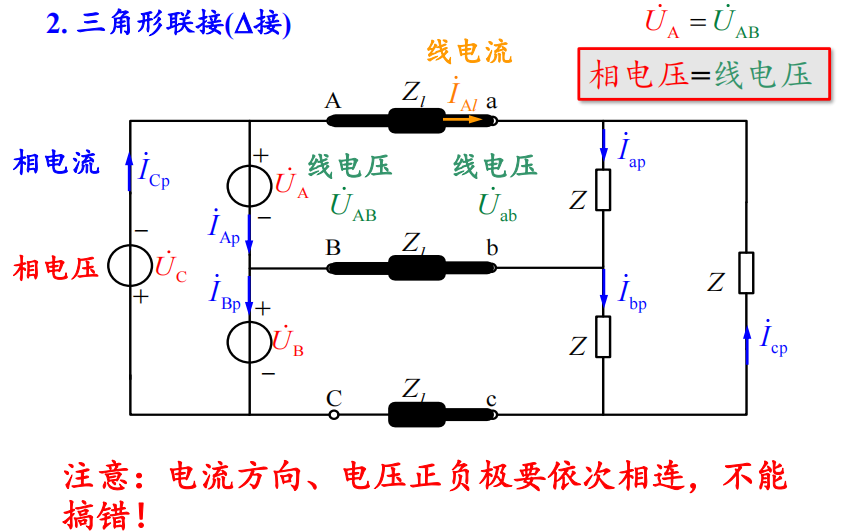 2. 三角形联接(Δ接)
U̇A = U̇AB
相电压=线电压
线电流
İAl
A
Zl
a
相电流
İCp
+
U̇A
−
线电压
U̇AB
线电压
U̇ab
İap
Z
İAp
B
Zl
b
相电压
−
U̇C
+
İBp
+
U̇B
−
İbp
Z
Z
İcp
C
Zl
c
注意：电流方向、电压正负极要依次相连，不能
搞错！